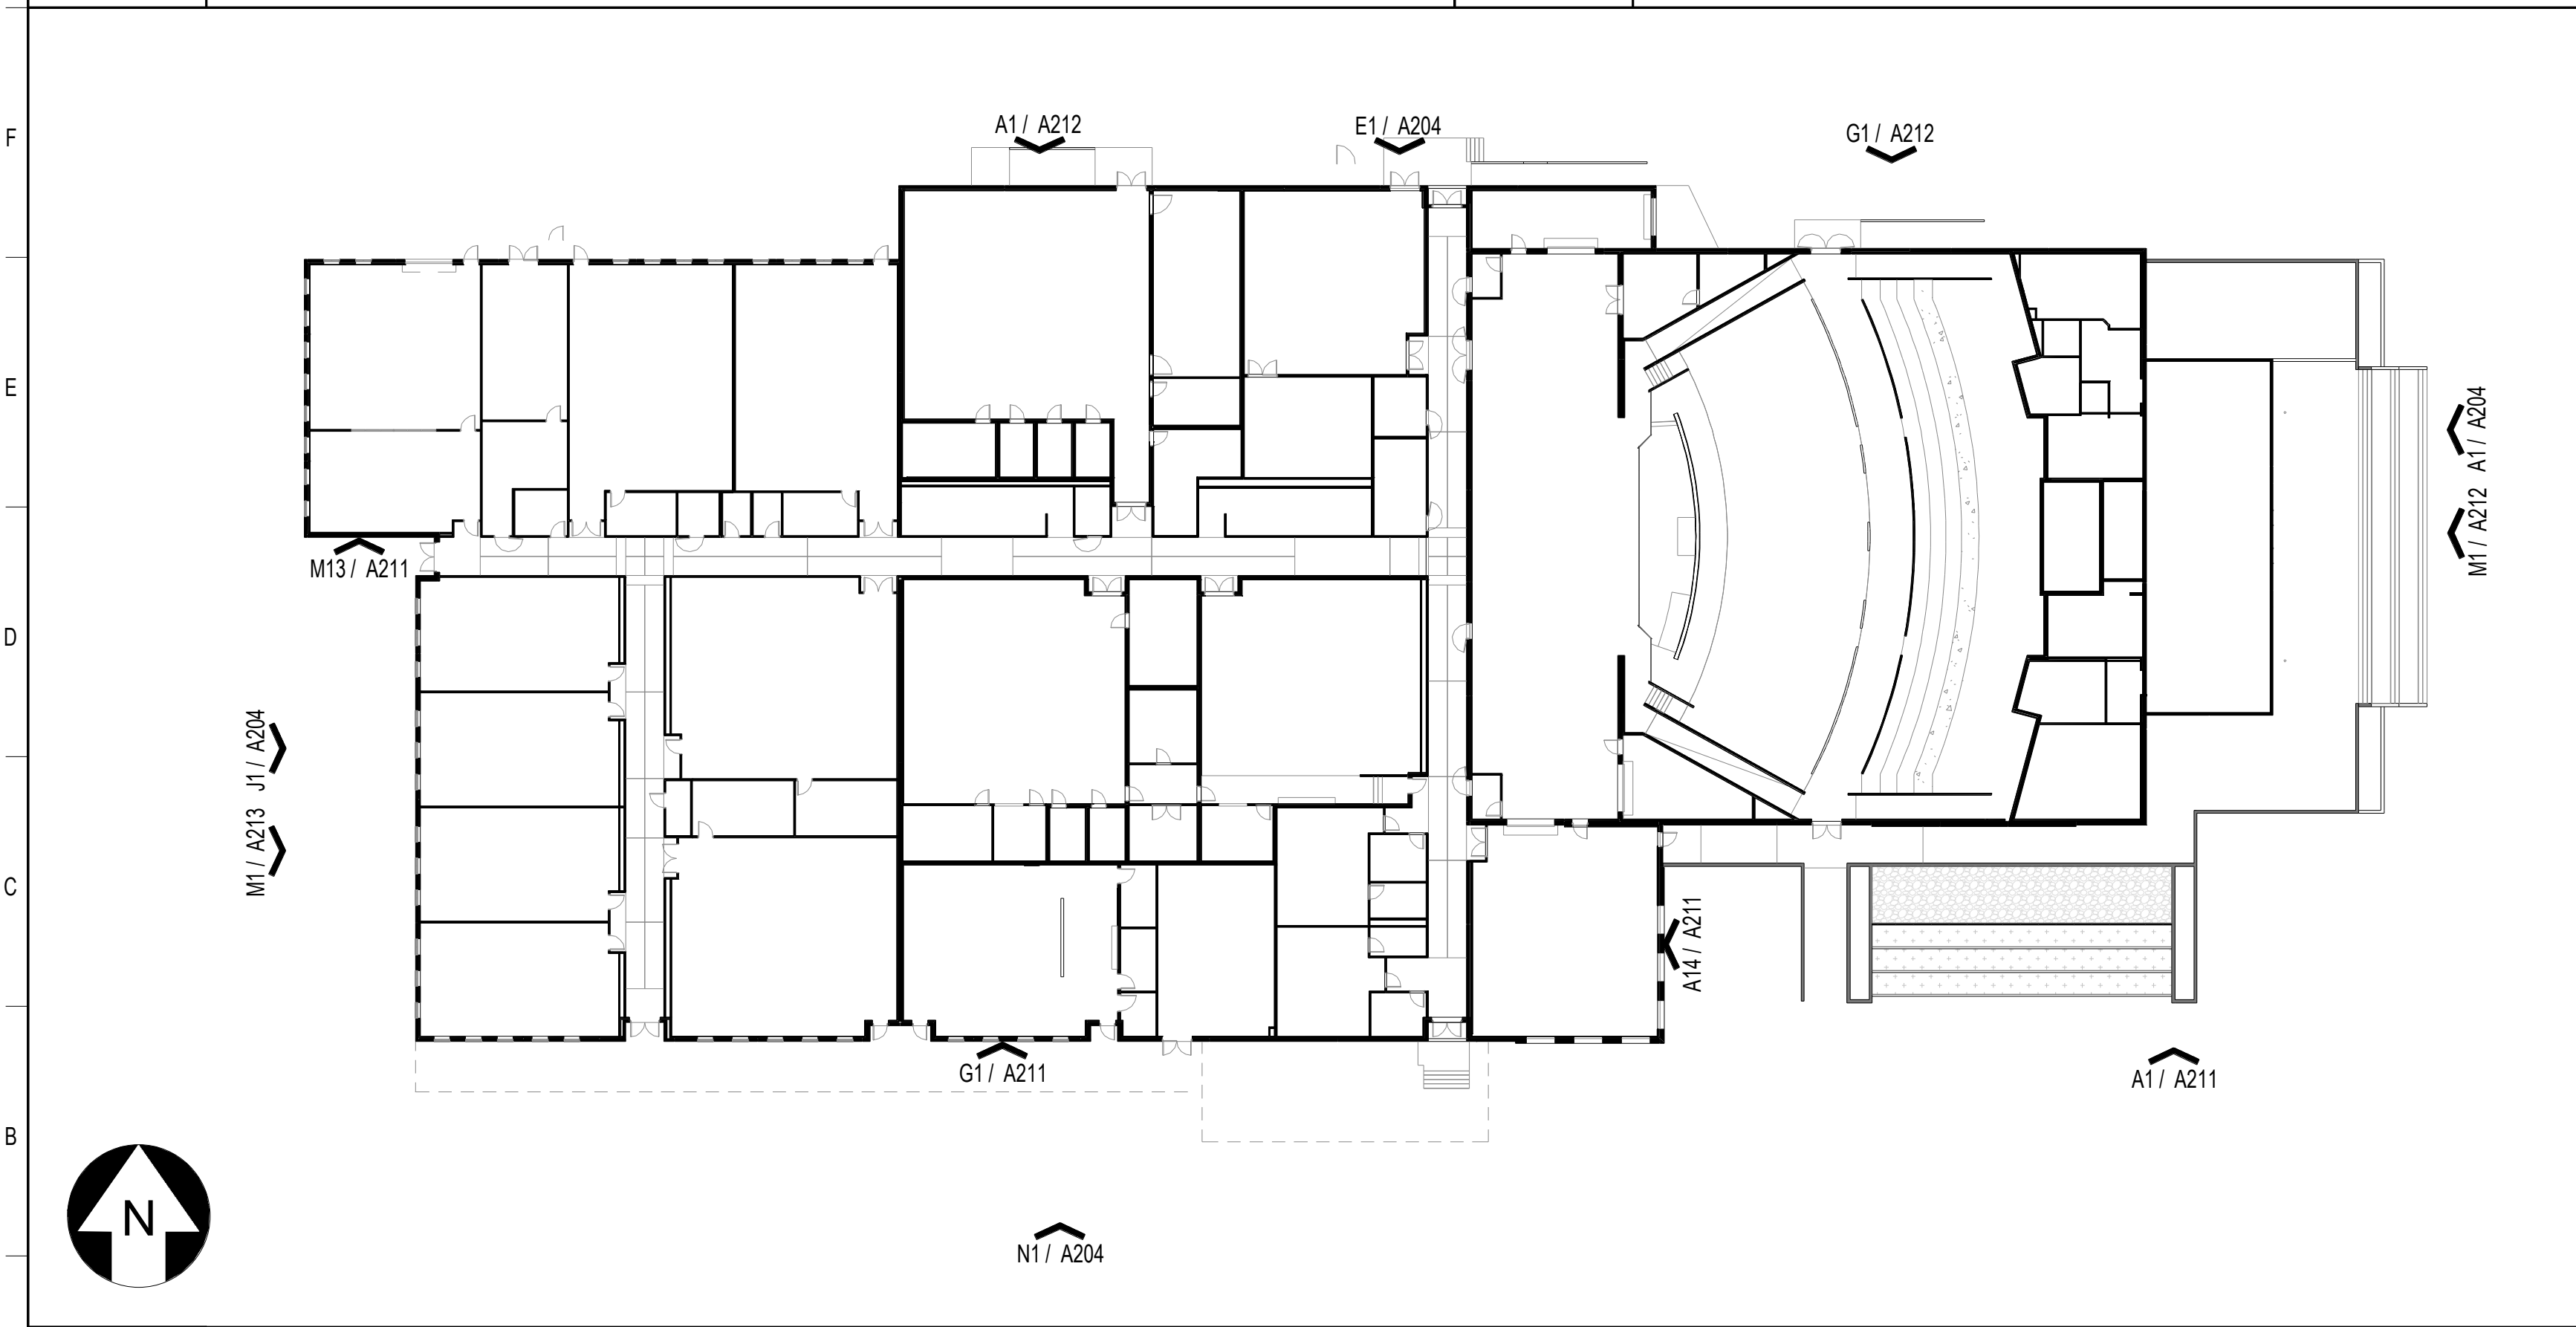 F
A1 / A212
E1 / A204
G1 / A212
E
A1 / A204
M1 / A212
M13 / A211
D
J1 / A204
M1 / A213
C
A14 / A211
G1 / A211
A1 / A211
B
N
N1 / A204